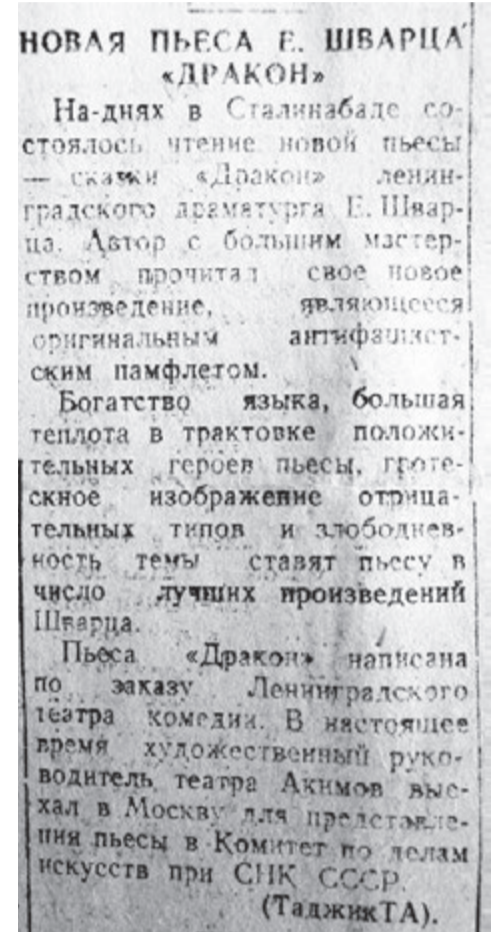 НОВАЯ ПЬЕСА Е. ШВАРЦА
«ДРАКОН»
На-днях в Сталинабаде со-
стоялось чтение новой пьесы
— сказки «Дракон» ленин-
градского драматурга Е. Швар-
ца. Автор с большим мастер-
ством прочитал свое новое
произведение, являющееся
оригинальным антифашист-
ским памфлетом.
Богатство языка, большая
теплота в трактовке положи-
тельных героев пьесы, гроте-
скное изображение отрица-
тельных типов и злободнев-
ность темы ставят пьесу в
число лучших произведений
Шварца.
Пьеса «Дракон» написана
по заказу Ленинградского
театра комедии. В настоящее
время художественный руко-
водитель театра Акимов вые-
хал в Москву для представле-
ния пьесы в Комитет по делам
искусств при СНК СССР.
(ТаджикТА).